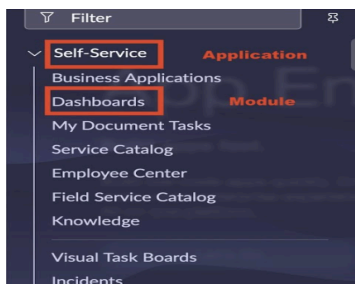 Filter
Self-Service Application
Business Applications
Dashboards Module
My Document Tasks
Service Catalog
Employee Center
Field Service Catalog
Knowledge
Visual Task Boards
Incidents